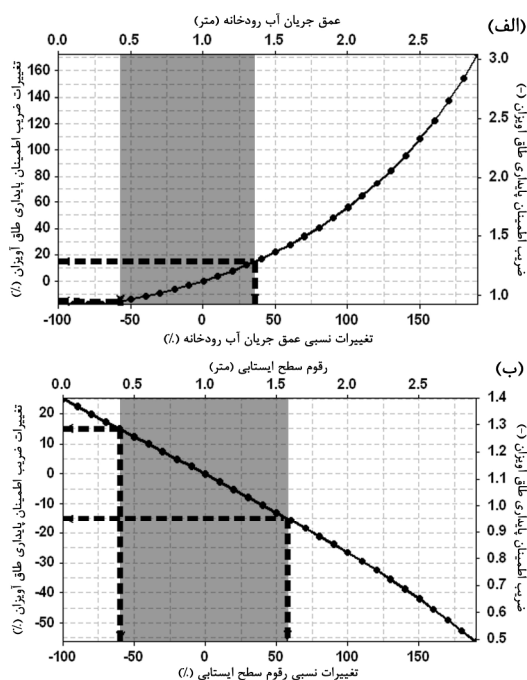 (الف)
عمق جریان آب رودخانه (متر)
0.0 0.5 1.0 1.5 2.0 2.5
تغییرات ضریب اطمینان پایداری طاق آویزان (٪)
160
140
120
100
80
60
40
20
0
3.0
2.5
2.0
1.5
1.0
ضریب اطمینان پایداری طاق آویزان (-)
-100 -50 0 50 100 150
تغییرات نسبی عمق جریان آب رودخانه (٪)
(ب)
رقوم سطح ایستابی (متر)
0.0 0.5 1.0 1.5 2.0 2.5
تغییرات ضریب اطمینان پایداری طاق آویزان (٪)
20
10
0
-10
-20
-30
-40
-50
1.4
1.3
1.2
1.1
1.0
0.9
0.8
0.7
0.6
0.5
ضریب اطمینان پایداری طاق آویزان (-)
-100 -50 0 50 100 150
تغییرات نسبی رقوم سطح ایستابی (٪)